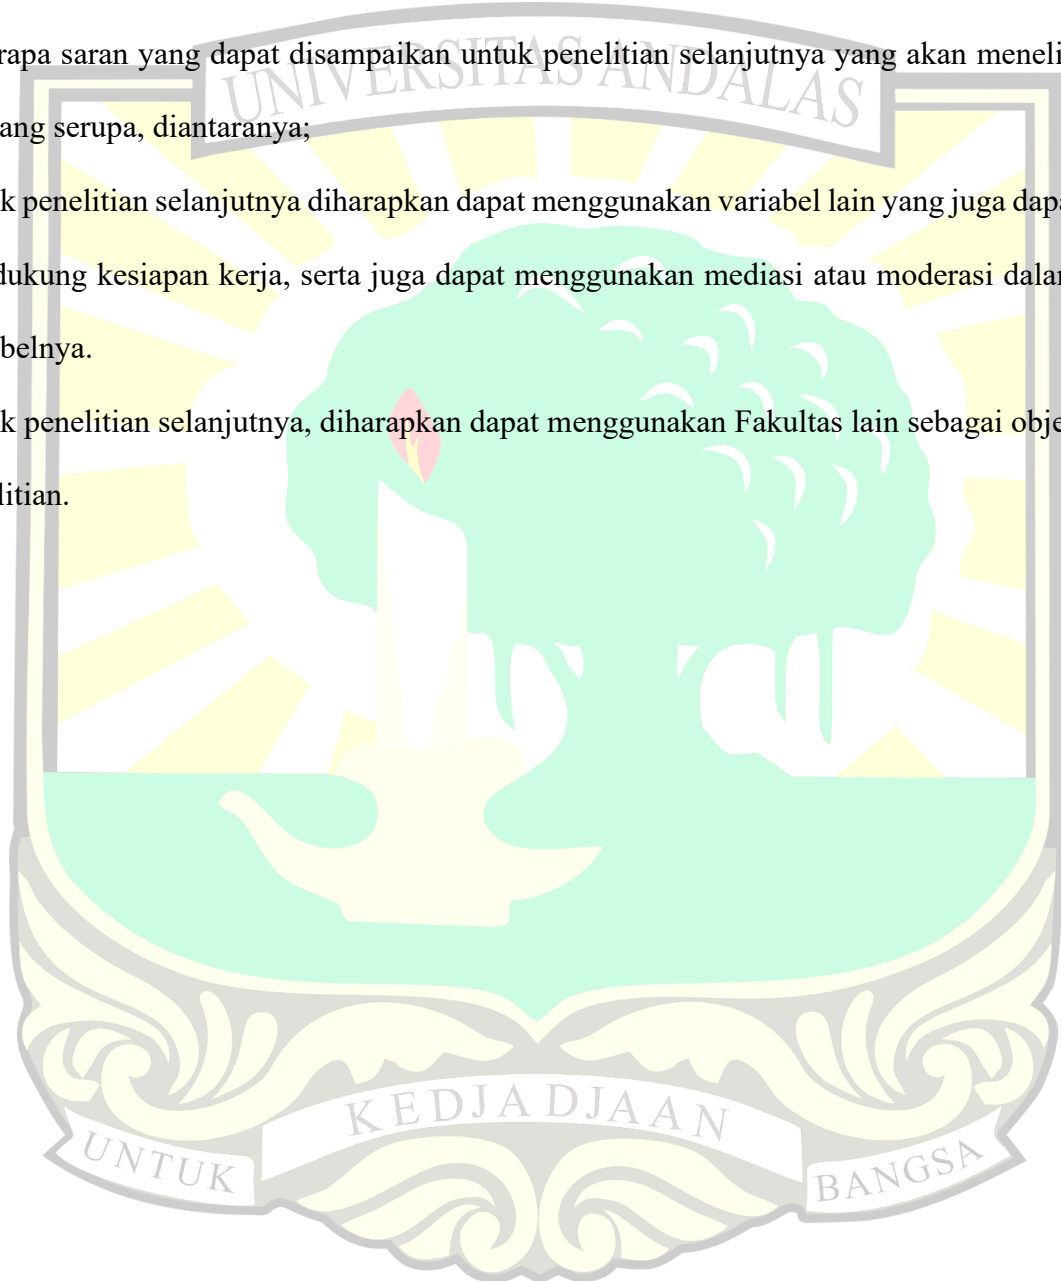 UNIVERSITAS ANDALAS
rapa saran yang dapat disampaikan untuk penelitian selanjutnya yang akan meneli
ang serupa, diantaranya;
k penelitian selanjutnya diharapkan dapat menggunakan variabel lain yang juga dapa
dukung kesiapan kerja, serta juga dapat menggunakan mediasi atau moderasi dalam
belnya.
k penelitian selanjutnya, diharapkan dapat menggunakan Fakultas lain sebagai obje
litian.
UNTUK KEDJADJAAN BANGSA